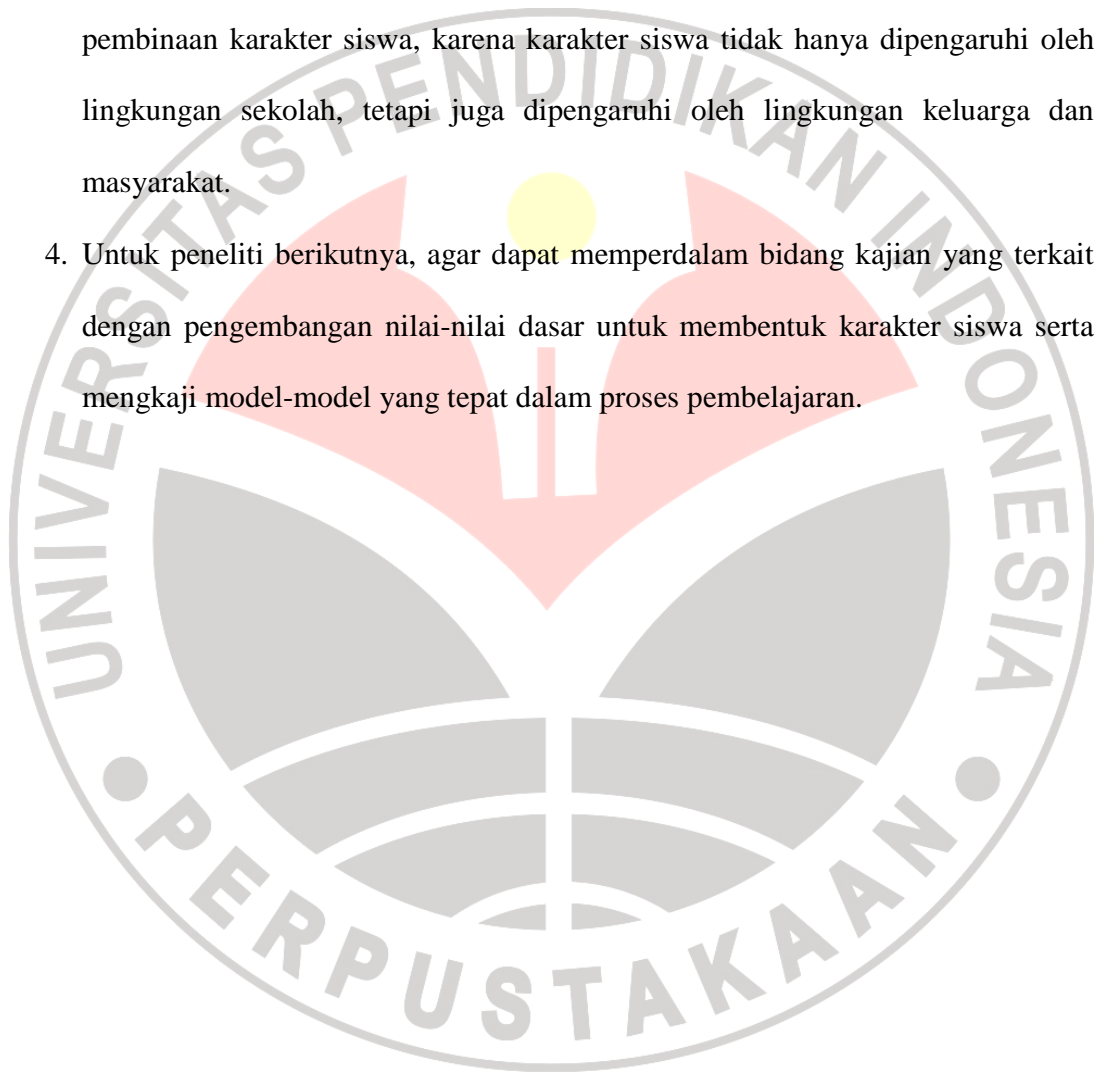 pembinaan karakter siswa, karena karakter siswa tidak hanya dipengaruhi oleh
lingkungan sekolah, tetapi juga dipengaruhi oleh lingkungan keluarga dan
masyarakat.
4. Untuk peneliti berikutnya, agar dapat memperdalam bidang kajian yang terkait
dengan pengembangan nilai-nilai dasar untuk membentuk karakter siswa serta
mengkaji model-model yang tepat dalam proses pembelajaran.
UNIVERSITAS PENDIDIKAN INDONESIA
PERPUSTAKAAN